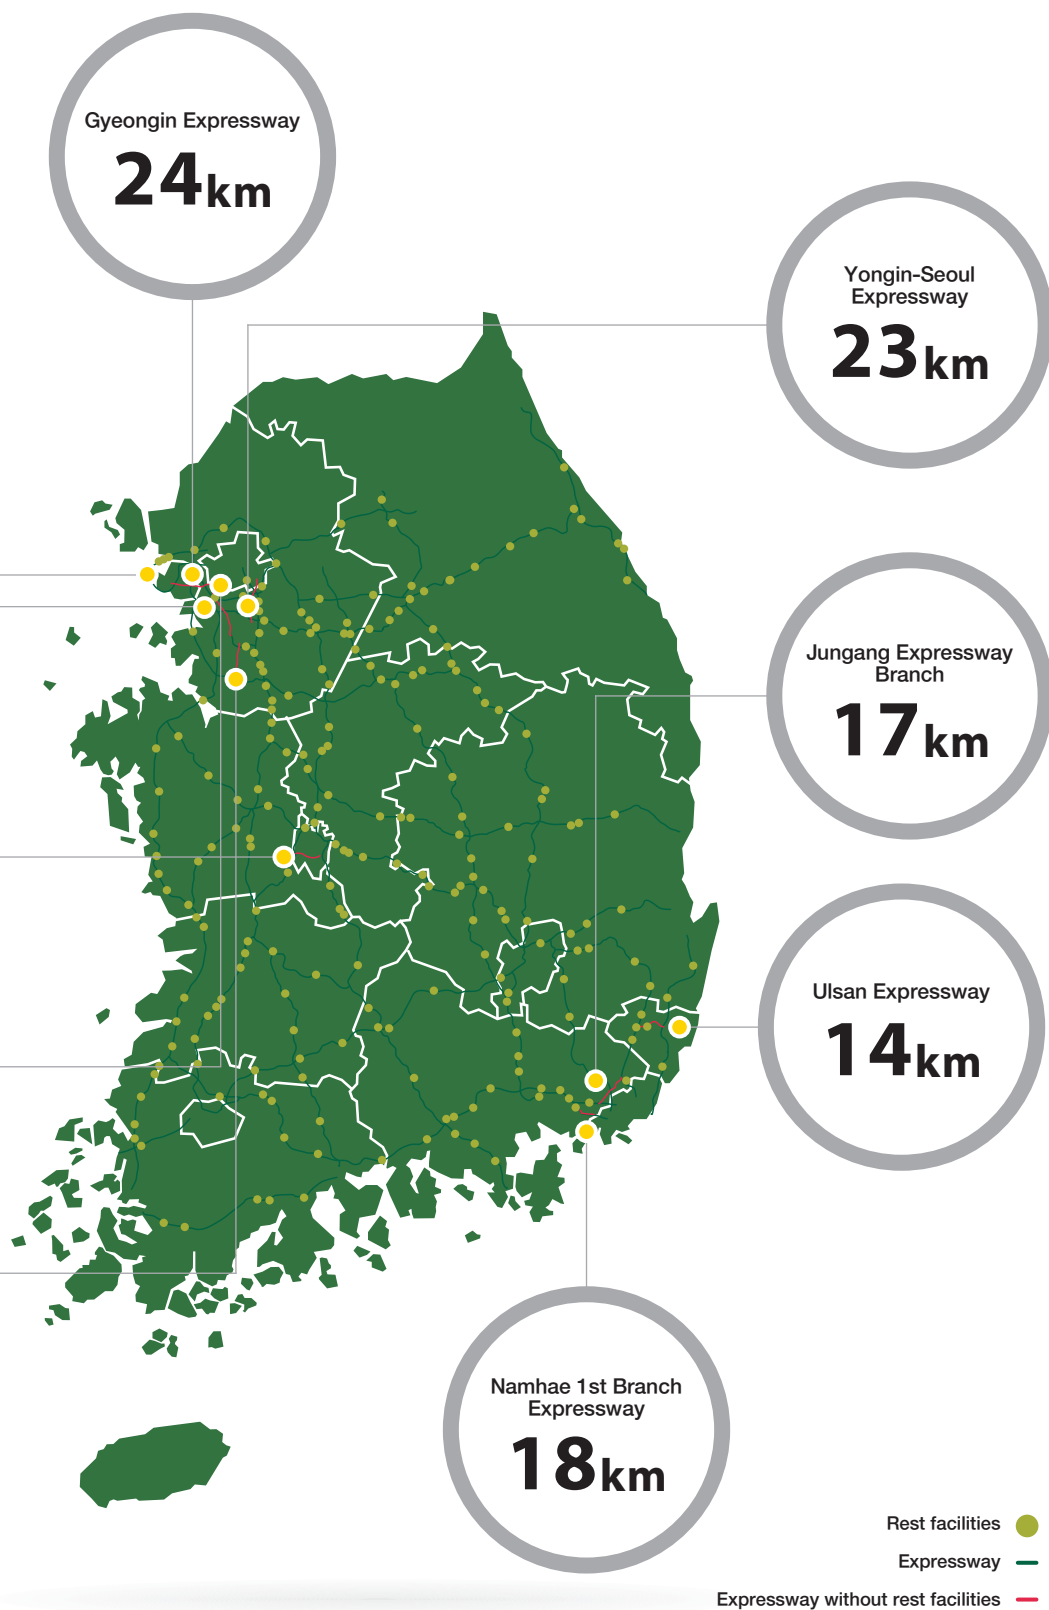 Gyeongin Expressway
24km
Yongin-Seoul
Expressway
23km
Jungang Expressway
Branch
17km
Ulsan Expressway
14km
Namhae 1st Branch
Expressway
18km
Rest facilities
Expressway
Expressway without rest facilities